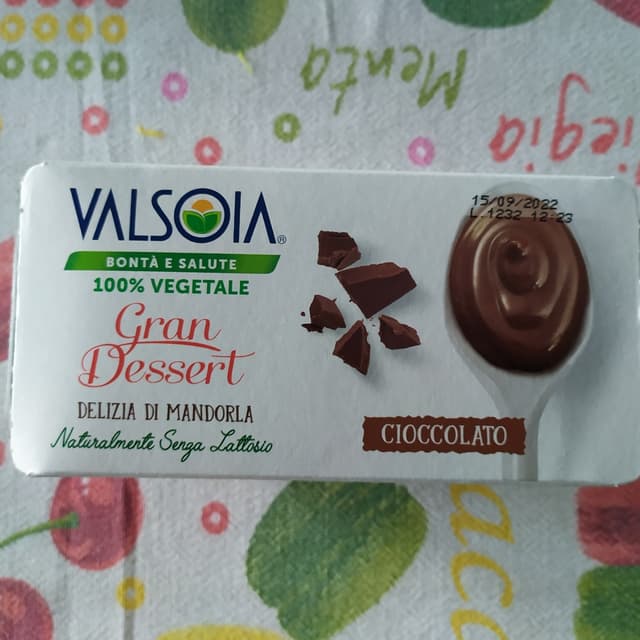 Menta
VALSOIA®
BONTÀ E SALUTE
100% VEGETALE
Gran
Dessert
DELIZIA DI MANDORLA
Naturalmente Senza Lattosio
15/09/2022
L 1232 12:23
CIOCCOLATO